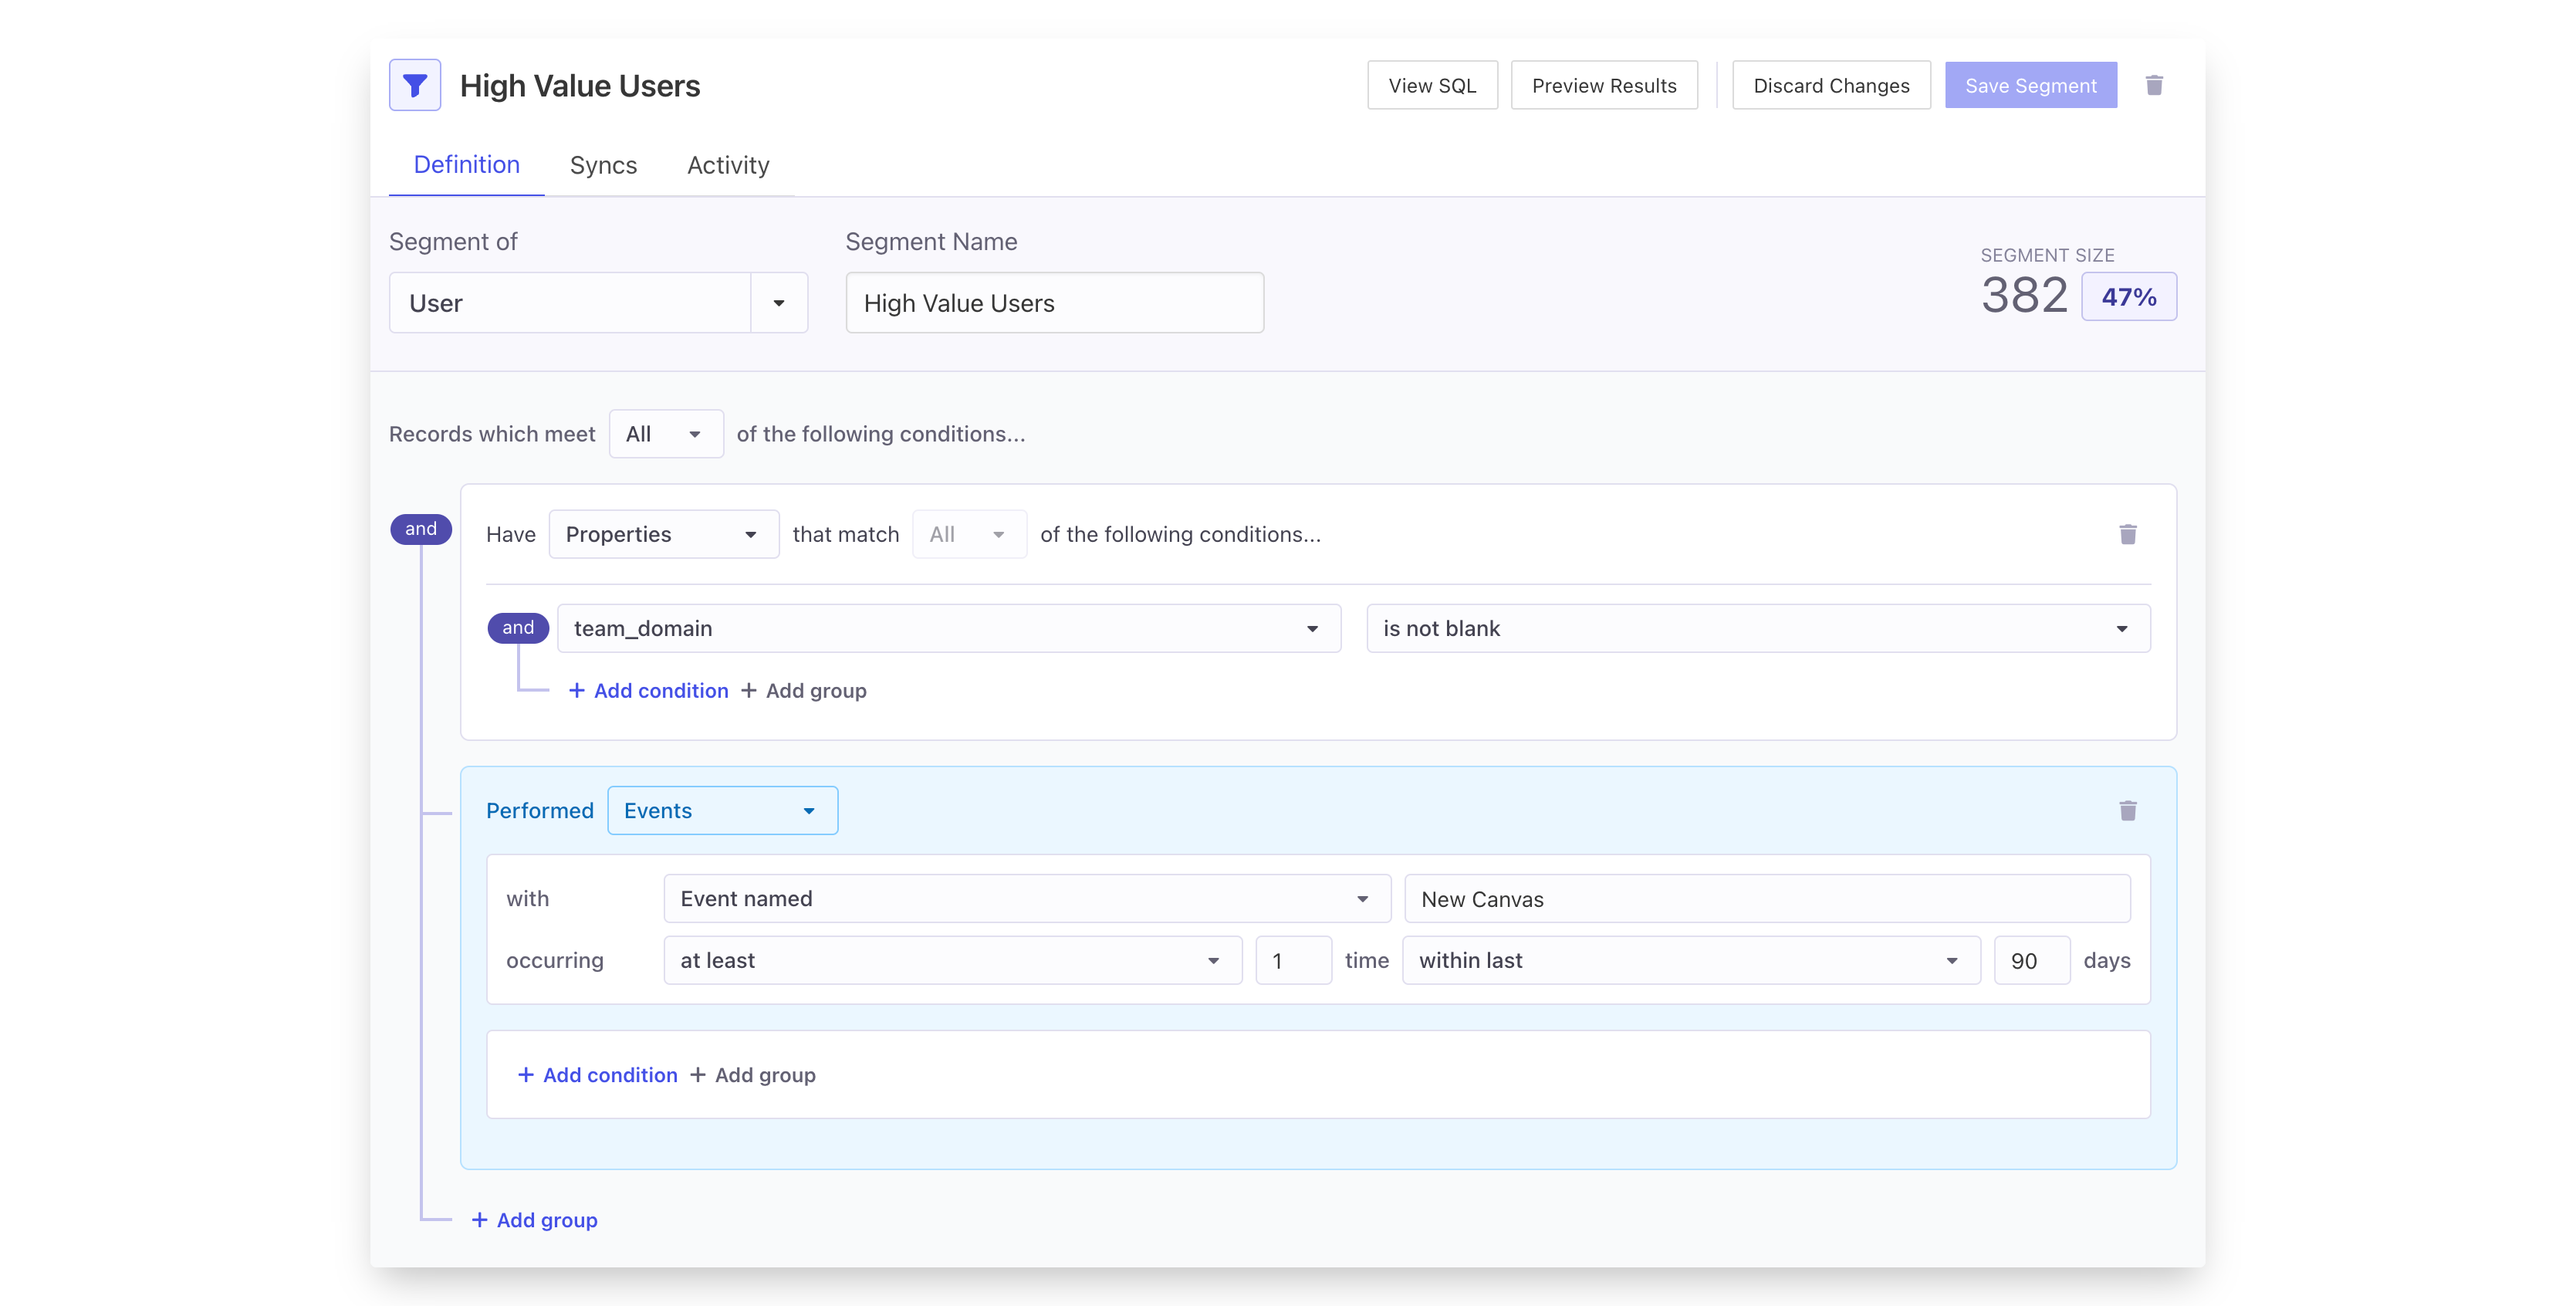 High Value Users
View SQL
Preview Results
Discard Changes
Save Segment
Definition
Syncs
Activity
Segment of
Segment Name
User
High Value Users
SEGMENT SIZE
382 47%
Records which meet All of the following conditions...
and
Have Properties that match All of the following conditions...
and team_domain is not blank
+ Add condition + Add group
Performed Events
with Event named New Canvas
occurring at least 1 time within last 90 days
+ Add condition + Add group
+ Add group